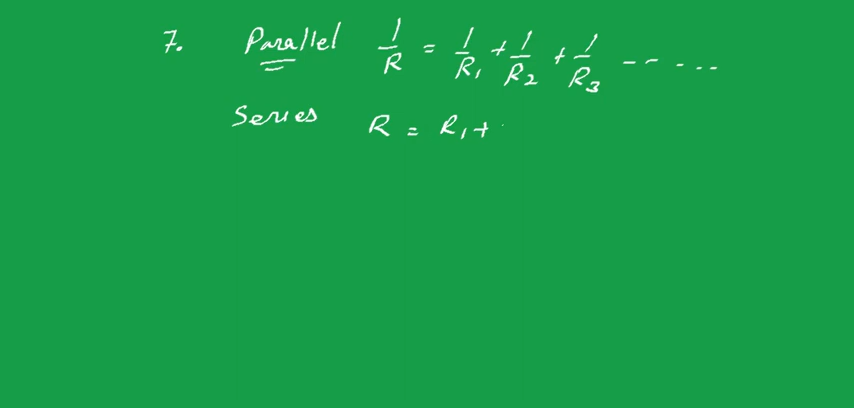 7. Parallel 1/R = 1/R₁ + 1/R₂ + 1/R₃ -----...
Series R = R₁ +